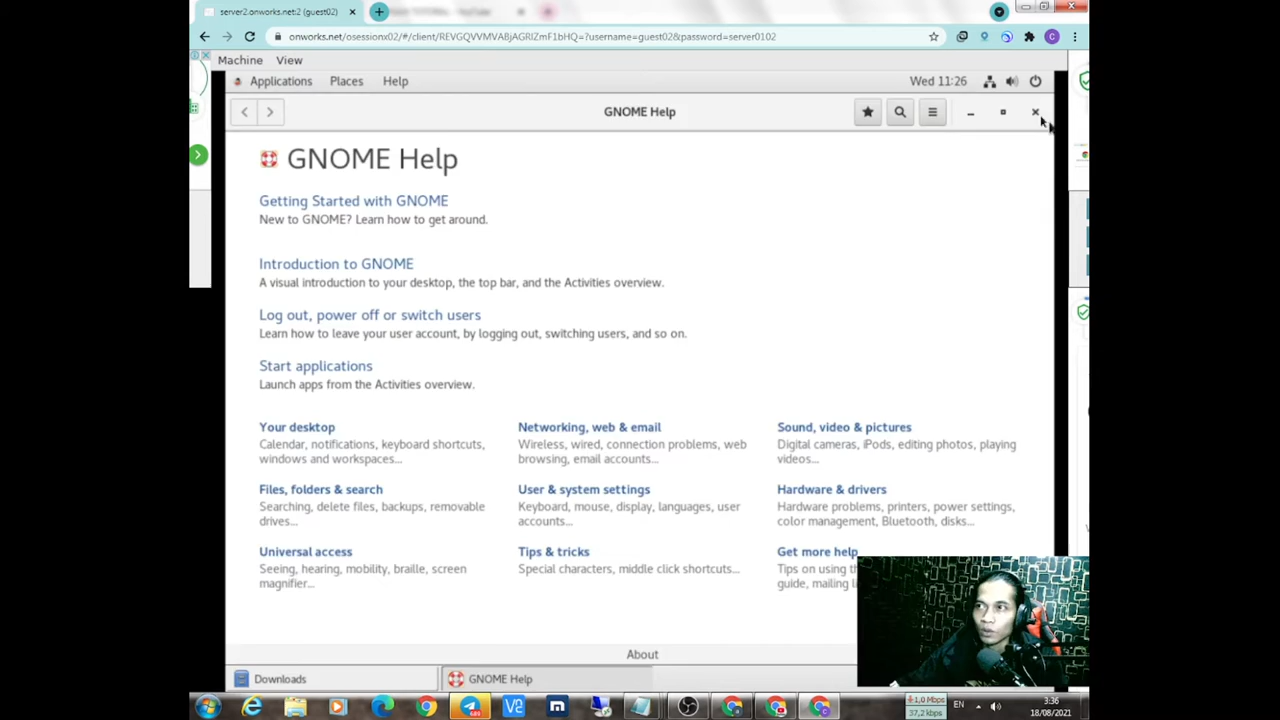 server2.onworks.net:2 (guest02)
onworks.net/osessionx02/#/client/REVGQVVMVABjAGRlZmF1bHQ=?username=guest02&password=server0102
Machine View
Applications Places Help
Wed 11:26
GNOME Help
GNOME Help
Getting Started with GNOME
New to GNOME? Learn how to get around.
Introduction to GNOME
A visual introduction to your desktop, the top bar, and the Activities overview.
Log out, power off or switch users
Learn how to leave your user account, by logging out, switching users, and so on.
Start applications
Launch apps from the Activities overview.
Your desktop
Calendar, notifications, keyboard shortcuts,
windows and workspaces...
Networking, web & email
Wireless, wired, connection problems, web
browsing, email accounts...
Sound, video & pictures
Digital cameras, iPods, editing photos, playing
videos...
Files, folders & search
Searching, delete files, backups, removable
drives...
User & system settings
Keyboard, mouse, display, languages, user
accounts...
Hardware & drivers
Hardware problems, printers, power settings,
color management, Bluetooth, disks...
Universal access
Seeing, hearing, mobility, braille, screen
magnifier...
Tips & tricks
Special characters, middle click shortcuts...
Get more help
Tips on using
guide, mailing
About
Downloads
GNOME Help
1,0 Mbps
37,2 kbps
EN
3:36
18/08/2021